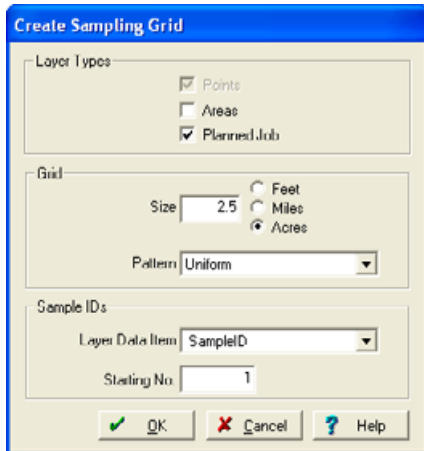 Create Sampling Grid
Layer Types
Points
Areas
Planned Job
Grid
Feet
Size 2.5 Miles
Acres
Pattern Uniform
Sample IDs
Layer Data Item SampleID
Starting No. 1
OK Cancel Help